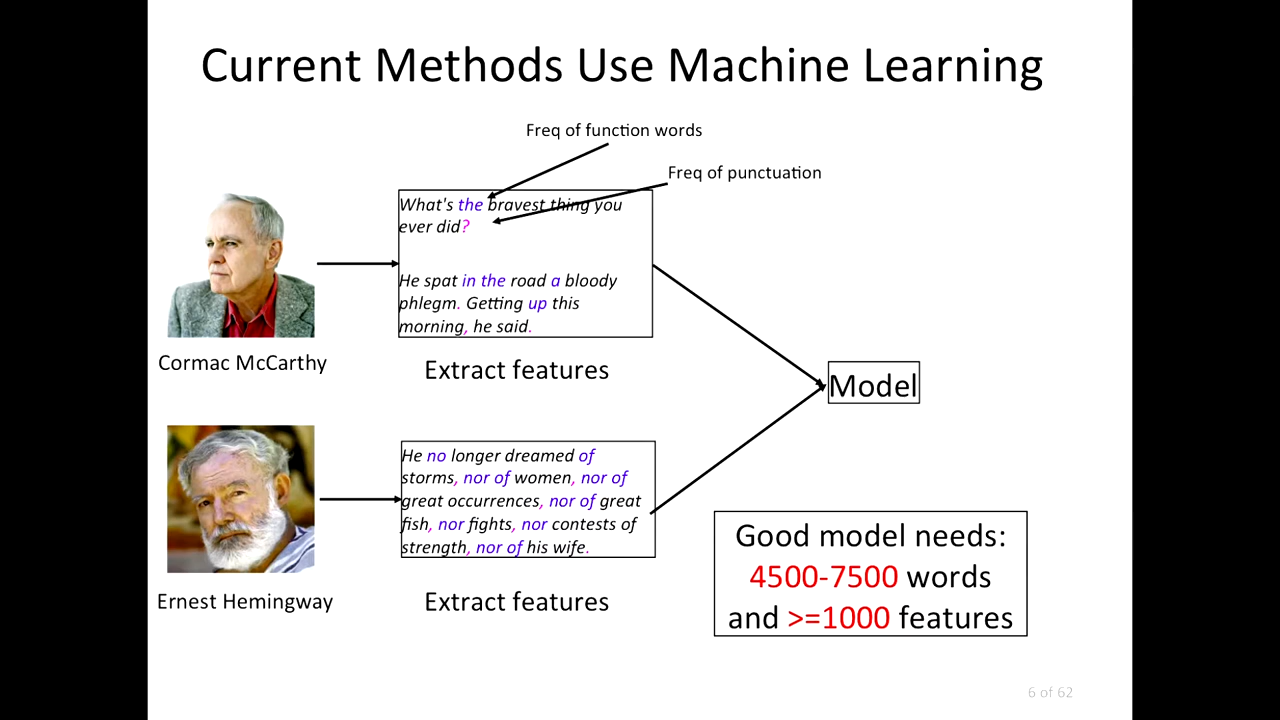 Current Methods Use Machine Learning
Freq of function words
Freq of punctuation
What's the bravest thing you
ever did?
He spat in the road a bloody
phlegm. Getting up this
morning, he said.
Cormac McCarthy
Extract features
Model
He no longer dreamed of
storms, nor of women, nor of
great occurrences, nor of great
fish, nor fights, nor contests of
strength, nor of his wife.
Ernest Hemingway
Extract features
Good model needs:
4500-7500 words
and >=1000 features
6 of 62